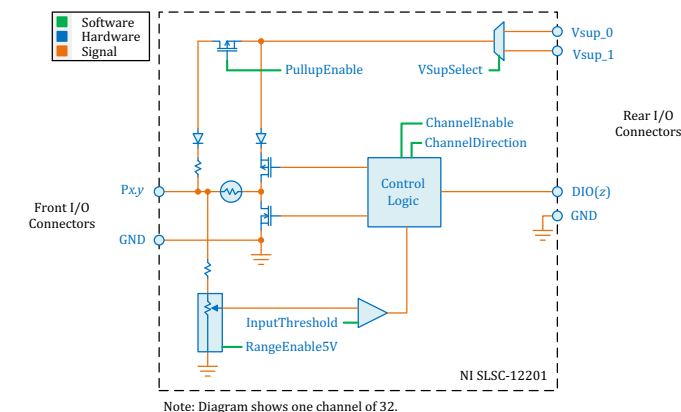 Software
Hardware
Signal
PullupEnable
VSupSelect
Vsup_0
Vsup_1
Rear I/O
Connectors
ChannelEnable
ChannelDirection
Control
Logic
Px.y
DIO(z)
Front I/O
Connectors
GND
GND
InputThreshold
RangeEnable5V
NI SLSC-12201
Note: Diagram shows one channel of 32.